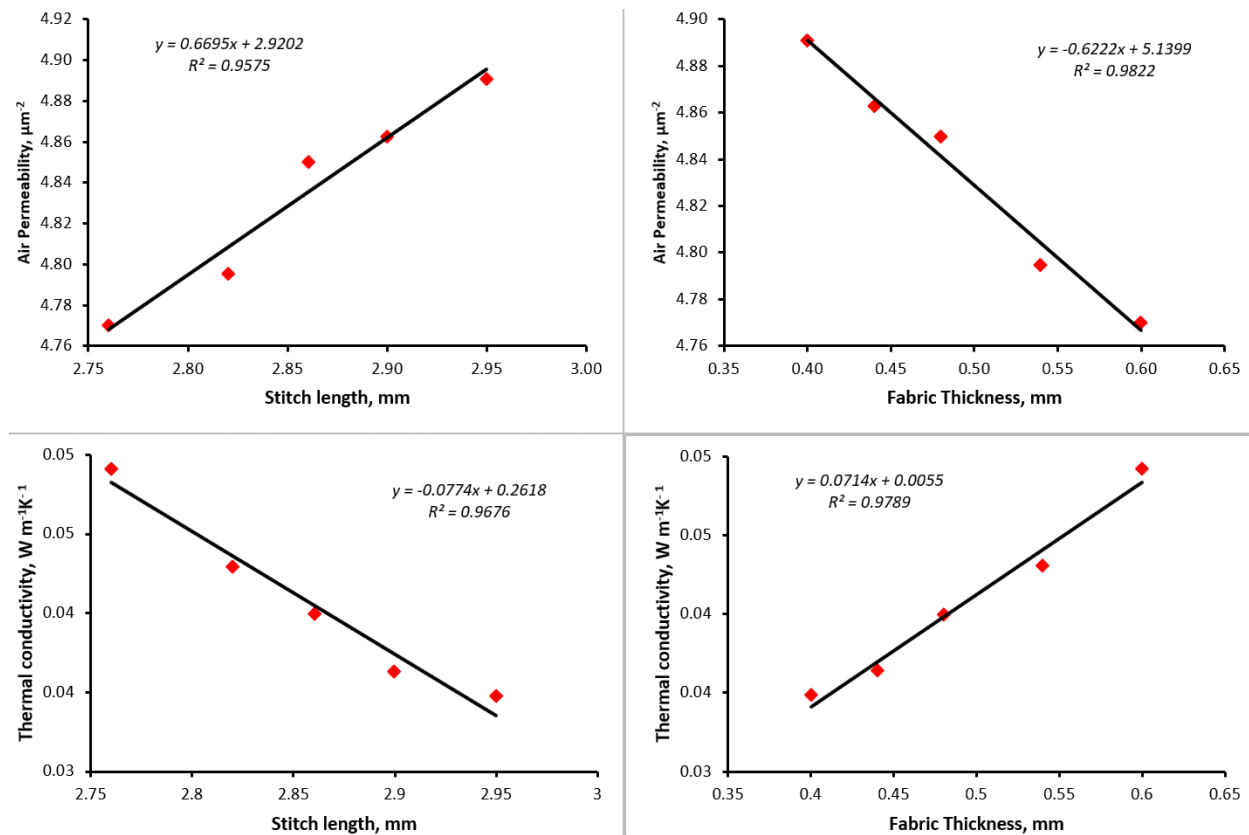 4.92
4.90
4.88
4.86
4.84
4.82
4.80
4.78
4.76
Air Permeability, µm⁻²
y = 0.6695x + 2.9202
R² = 0.9575
2.75 2.80 2.85 2.90 2.95 3.00
Stitch length, mm
4.90
4.88
4.86
4.84
4.82
4.80
4.78
4.76
Air Permeability, µm⁻²
y = -0.6222x + 5.1399
R² = 0.9822
0.35 0.40 0.45 0.50 0.55 0.60 0.65
Fabric Thickness, mm
0.05
0.05
0.04
0.04
0.03
Thermal conductivity, W m⁻¹K⁻¹
y = -0.0774x + 0.2618
R² = 0.9676
2.75 2.8 2.85 2.9 2.95 3
Stitch length, mm
0.05
0.05
0.04
0.04
0.03
Thermal conductivity, W m⁻¹K⁻¹
y = 0.0714x + 0.0055
R² = 0.9789
0.35 0.4 0.45 0.5 0.55 0.6 0.65
Fabric Thickness, mm